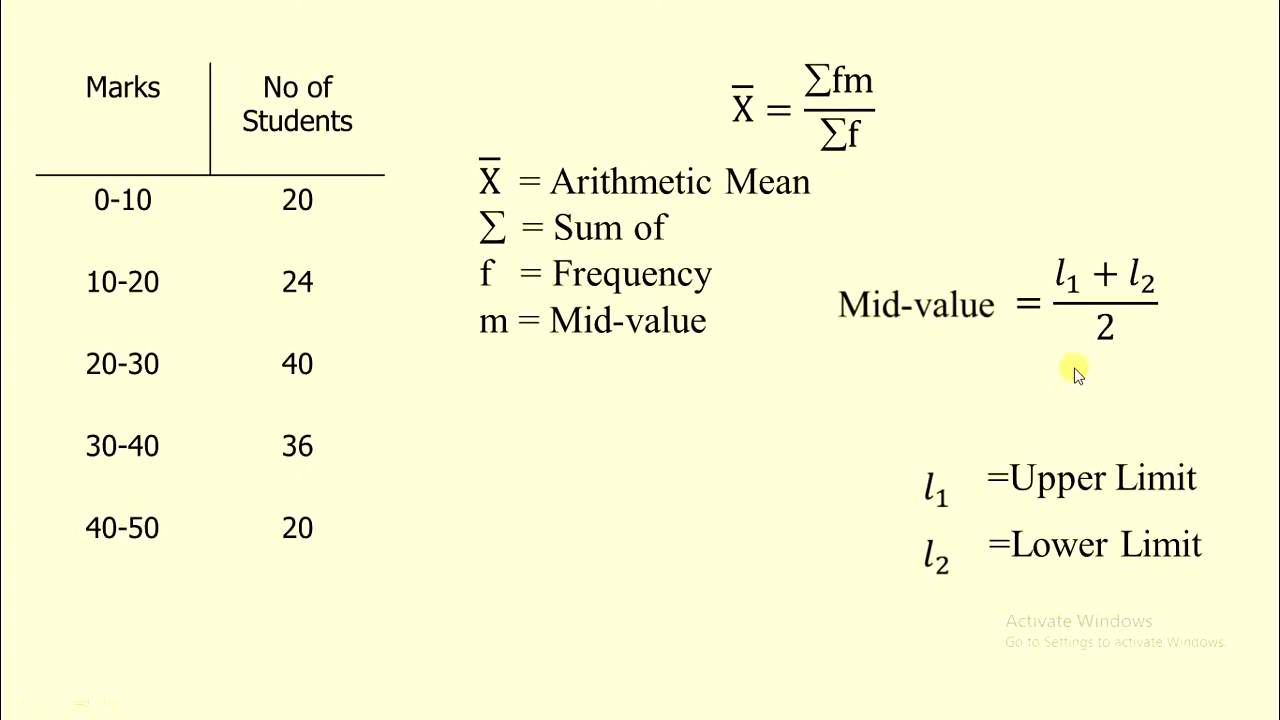 Marks No of
Students
0-10 20
10-20 24
20-30 40
30-40 36
40-50 20
X̅ = ∑fm / ∑f
X̅ = Arithmetic Mean
∑ = Sum of
f = Frequency
m = Mid-value
Mid-value = l₁ + l₂ / 2
l₁ =Upper Limit
l₂ =Lower Limit
Activate Windows
Go to Settings to activate Windows.